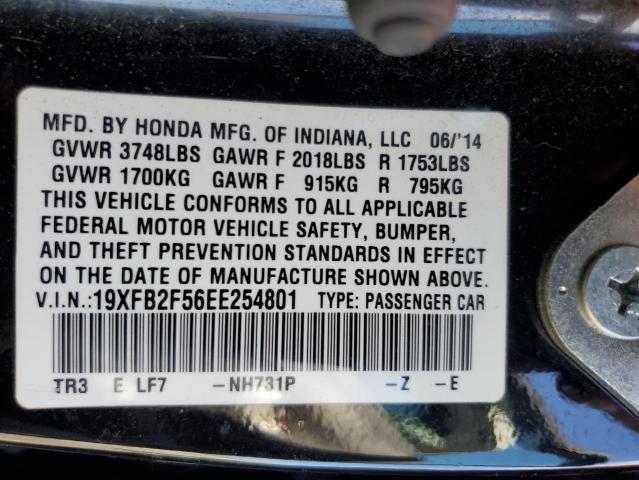 MFD. BY HONDA MFG. OF INDIANA, LLC 06/'14
GVWR 3748LBS GAWR F 2018LBS R 1753LBS
GVWR 1700KG GAWR F 915KG R 795KG
THIS VEHICLE CONFORMS TO ALL APPLICABLE
FEDERAL MOTOR VEHICLE SAFETY, BUMPER,
AND THEFT PREVENTION STANDARDS IN EFFECT
ON THE DATE OF MANUFACTURE SHOWN ABOVE.
V.I.N.:19XFB2F56EE254801 TYPE: PASSENGER CAR
TR3 E LF7 -NH731P -Z -E